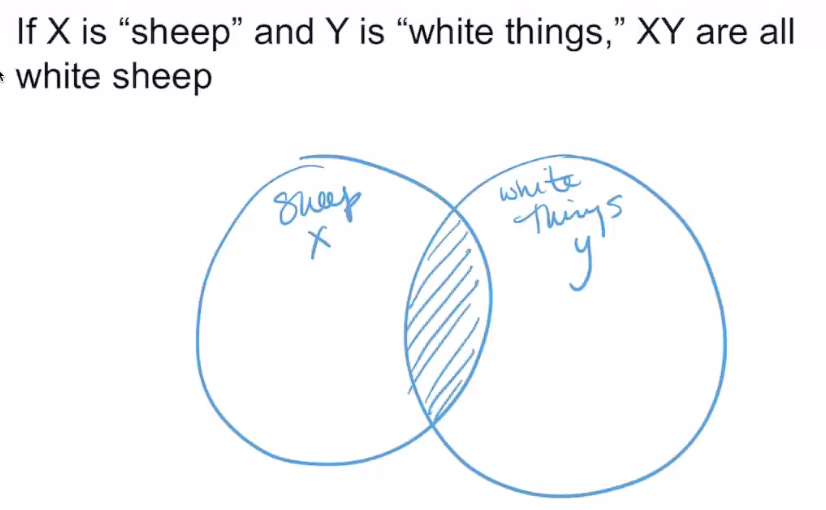 If X is “sheep” and Y is “white things,” XY are all
white sheep
sheep
X
white
things
y